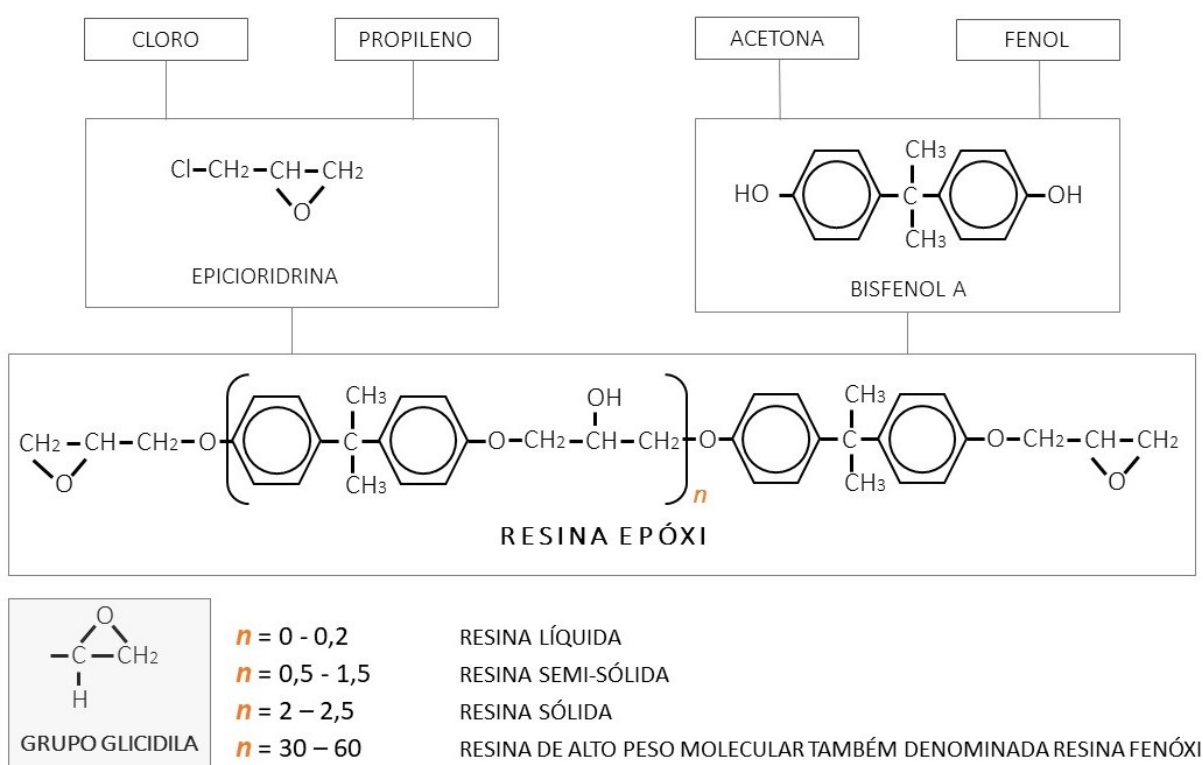 CLORO
PROPILENO
ACETONA
FENOL
Cl–CH2–CH–CH2
O
EPICIORIDRINA
CH3
HO
C
OH
CH3
BISFENOL A
CH3
OH
CH3
CH2–CH–CH2–O
C
O–CH2–CH–CH2
O
C
O–CH2–CH–CH2
O
CH3
n
CH3
O
RESINA EPÓXI
O
–C–CH2
H
GRUPO GLICIDILA
n = 0 - 0,2 RESINA LÍQUIDA
n = 0,5 - 1,5 RESINA SEMI-SÓLIDA
n = 2 – 2,5 RESINA SÓLIDA
n = 30 – 60 RESINA DE ALTO PESO MOLECULAR TAMBÉM DENOMINADA RESINA FENÓXI